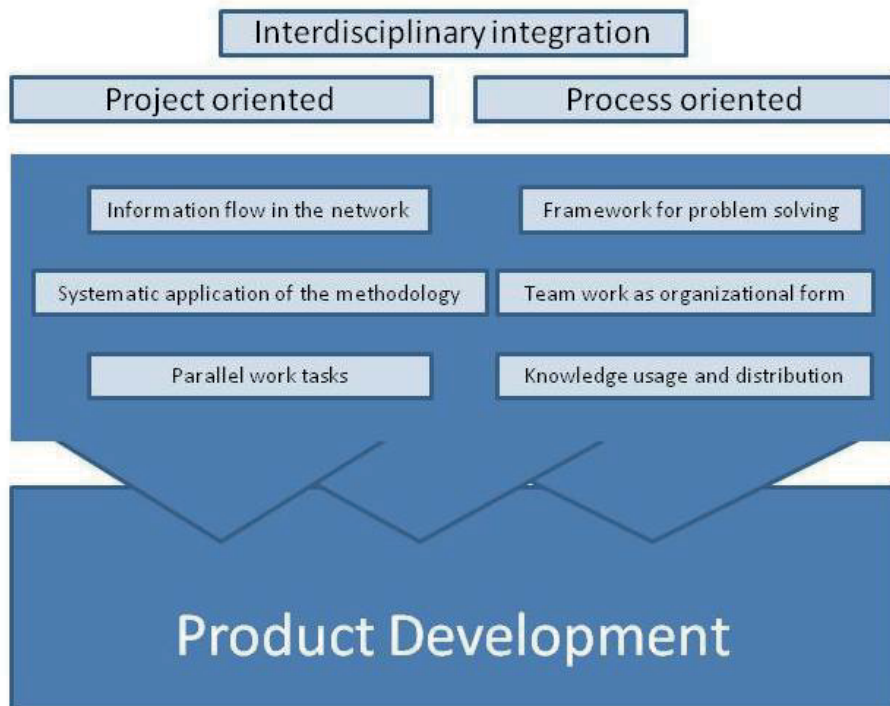 Interdisciplinary integration
Project oriented
Process oriented
Information flow in the network
Framework for problem solving
Systematic application of the methodology
Team work as organizational form
Parallel work tasks
Knowledge usage and distribution
Product Development